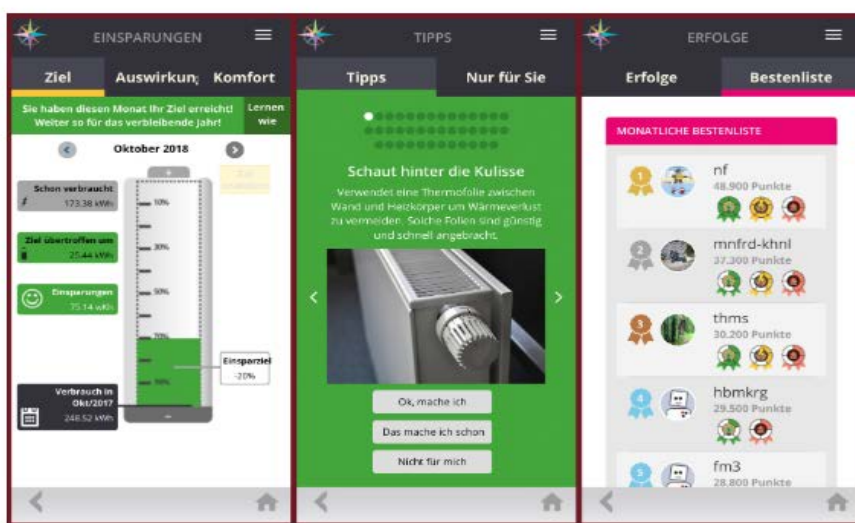 EINSPARUNGEN
Ziel Auswirkun; Komfort
Sie haben diesen Monat Ihr Ziel erreicht!
Weiter so für das verbleibende Jahr!
Lernen
wie
Oktober 2018
Schon verbraucht
173.38 kWh
Ziel übertroffen um
25.44 kWh
Einsparungen
75.14 kWh
Verbrauch in
Okt/2017
248.52 kWh
10%
30%
50%
70%
90%
Einsparziel
-20%
TIPPS
Tipps Nur für Sie
Schaut hinter die Kulisse
Verwendet eine Thermofolie zwischen
Wand und Heizkörper um Wärmeverlust
zu vermeiden. Solche Folien sind günstig
und schnell angebracht.
Ok, mache ich
Das mache ich schon
Nicht für mich
ERFOLGE
Erfolge Bestenliste
MONATLICHE BESTENLISTE
1
nf
48.900 Punkte
2
mnfrd-khnl
37.300 Punkte
3
thms
30.200 Punkte
4
hbmkrg
29.500 Punkte
5
fm3
28.800 Punkte